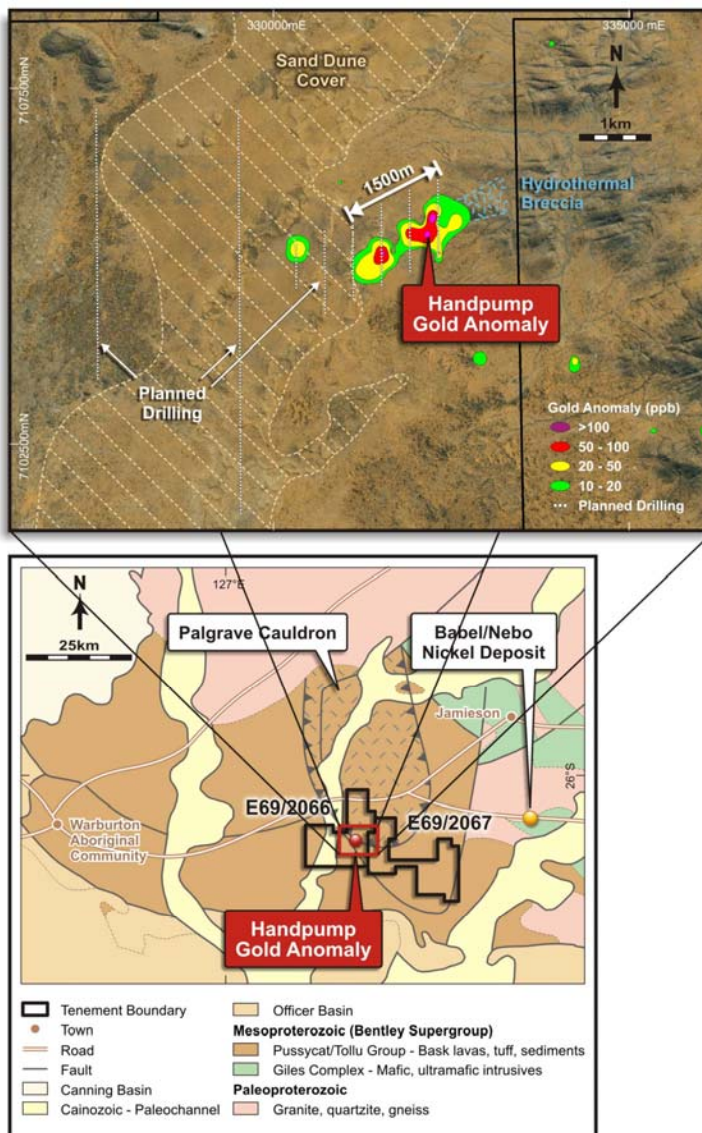 330000mE
335000 mE
7107500mN
7102500mN
Sand Dune
Cover
N
1km
1500m
Hydrothermal
Breccia
Handpump
Gold Anomaly
Planned
Drilling
Gold Anomaly (ppb)
>100
50 - 100
20 - 50
10 - 20
Planned Drilling
127°E
N
25km
Palgrave Cauldron
Babel/Nebo
Nickel Deposit
Jamieson
26°S
E69/2066
E69/2067
Warburton
Aboriginal
Community
Handpump
Gold Anomaly
Tenement Boundary
Town
Road
Fault
Canning Basin
Cainozoic - Paleochannel
Officer Basin
Mesoproterozoic (Bentley Supergroup)
Pussycat/Tollu Group - Bask lavas, tuff, sediments
Giles Complex - Mafic, ultramafic intrusives
Paleoproterozoic
Granite, quartzite, gneiss